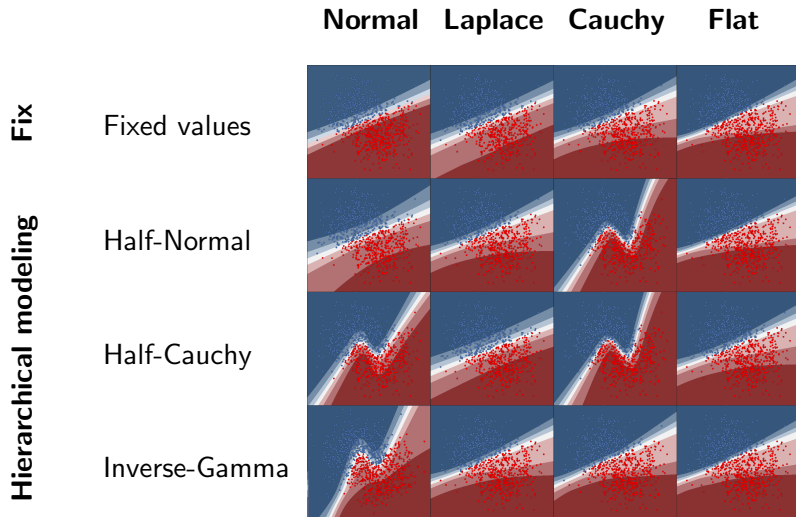 Normal Laplace Cauchy Flat
Fix
Fixed values
Hierarchical modeling
Half-Normal
Half-Cauchy
Inverse-Gamma